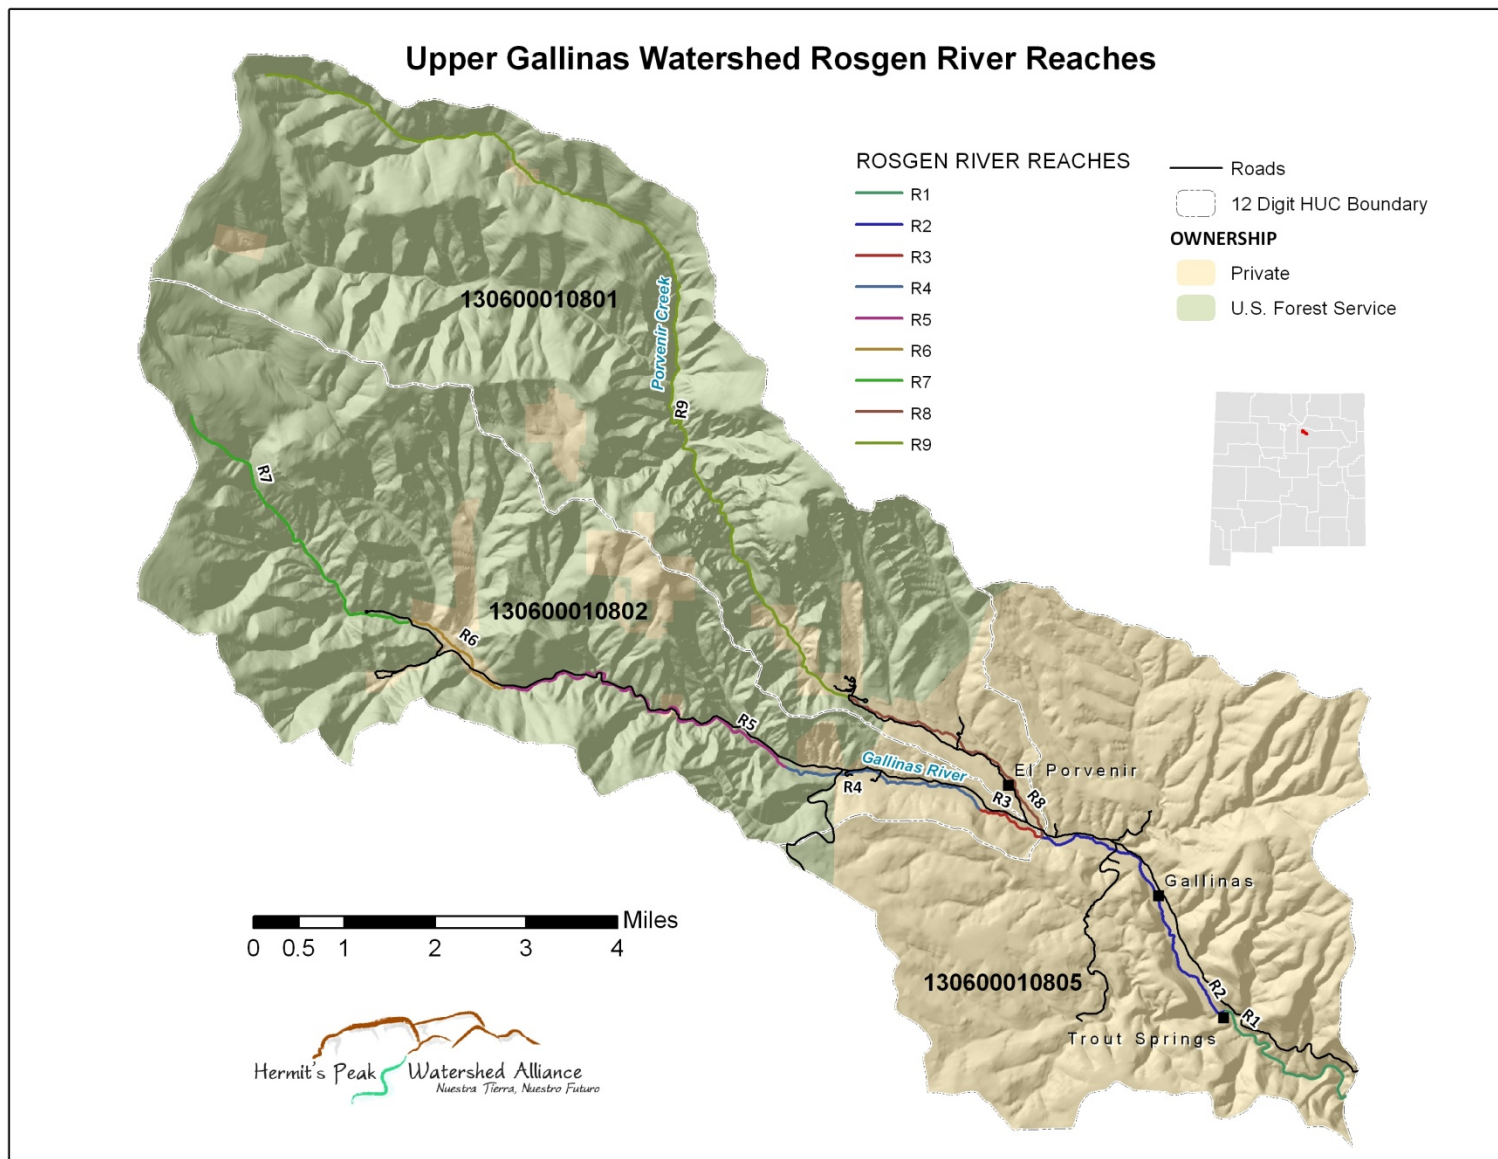 Upper Gallinas Watershed Rosgen River Reaches
ROSGEN RIVER REACHES
R1
R2
R3
R4
R5
R6
R7
R8
R9
Roads
12 Digit HUC Boundary
OWNERSHIP
Private
U.S. Forest Service
130600010801
Porvenir Creek
R9
R7
130600010802
R6
R5
Gallinas River
R4
R3
R8
El Porvenir
Gallinas
130600010805
R2
R1
Trout Springs
Miles
0 0.5 1 2 3 4
Hermit's Peak Watershed Alliance
Nuestra Tierra, Nuestro Futuro